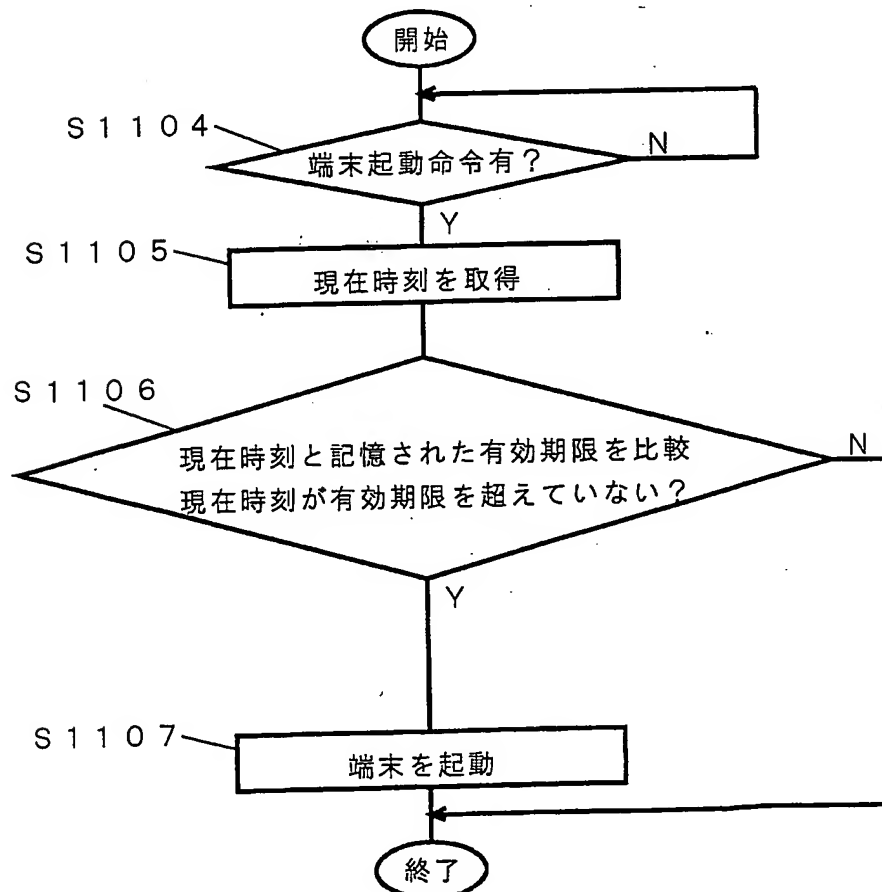 開始
S1104
端末起動命令有？
N
Y
S1105
現在時刻を取得
S1106
現在時刻と記憶された有効期限を比較
現在時刻が有効期限を超えていない？
N
Y
S1107
端末を起動
終了